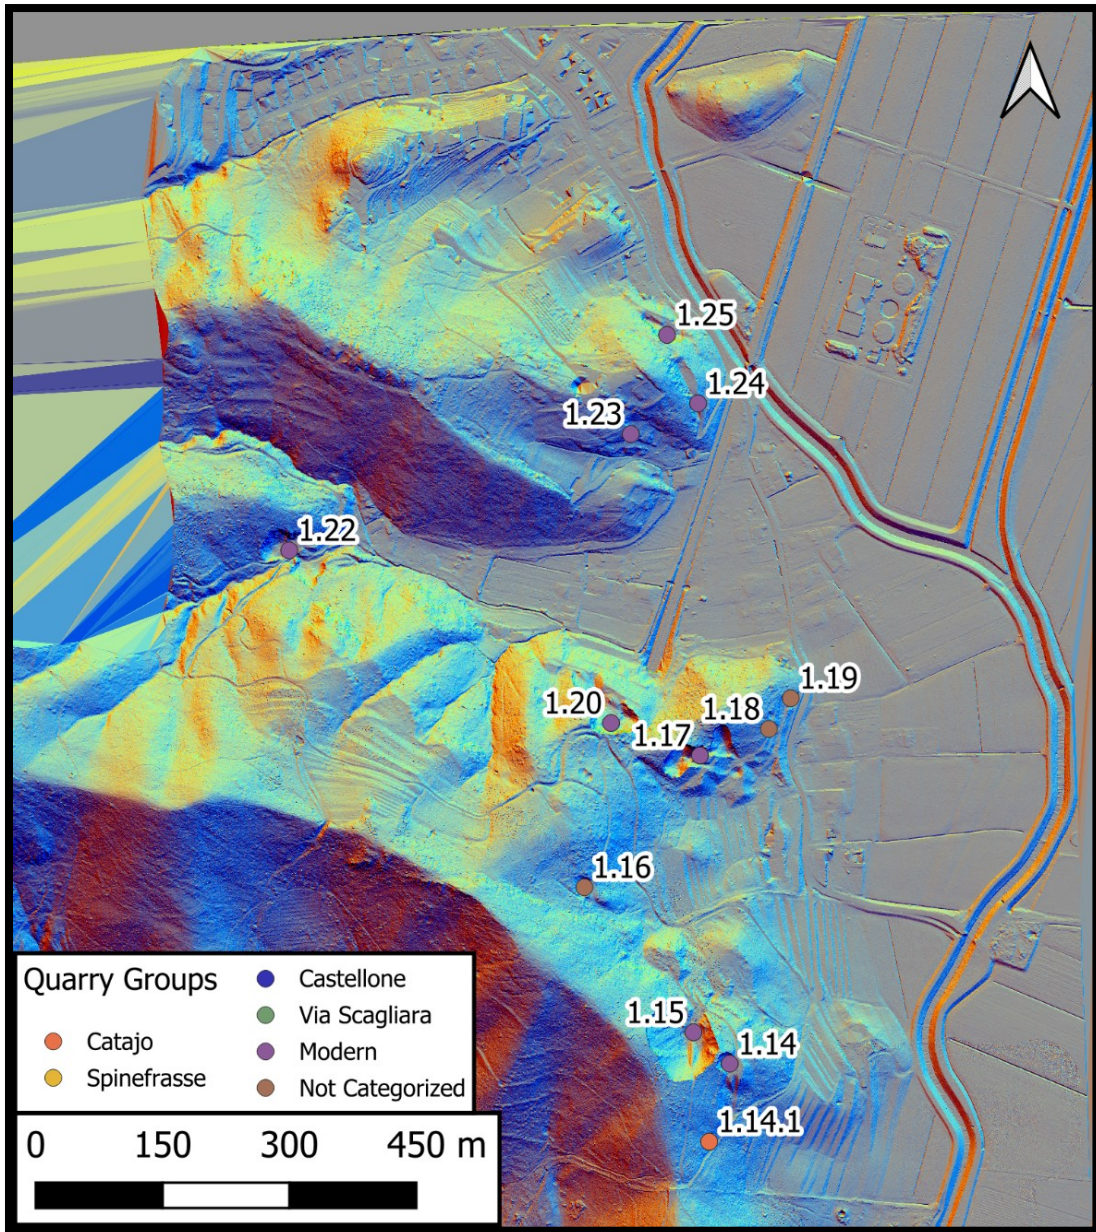 1.25
1.24
1.23
1.22
1.19
1.20
1.18
1.17
1.16
1.15
1.14
1.14.1
Quarry Groups
Catajo
Spinefrasse
Castellone
Via Scagliara
Modern
Not Categorized
0 150 300 450 m